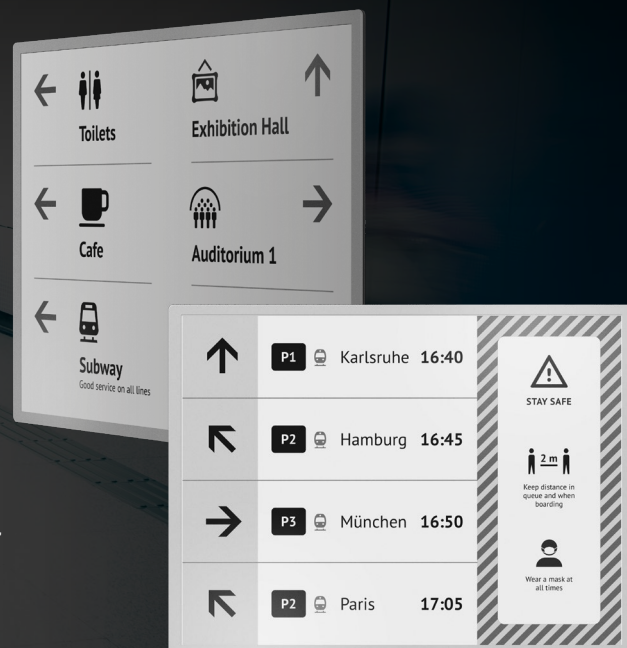 Toilets
Exhibition Hall
Cafe
Auditorium 1
Subway
Good service on all lines
P1 Karlsruhe 16:40
P2 Hamburg 16:45
P3 München 16:50
P2 Paris 17:05
STAY SAFE
2 m
Keep distance in
queue and when
boarding
Wear a mask at
all times